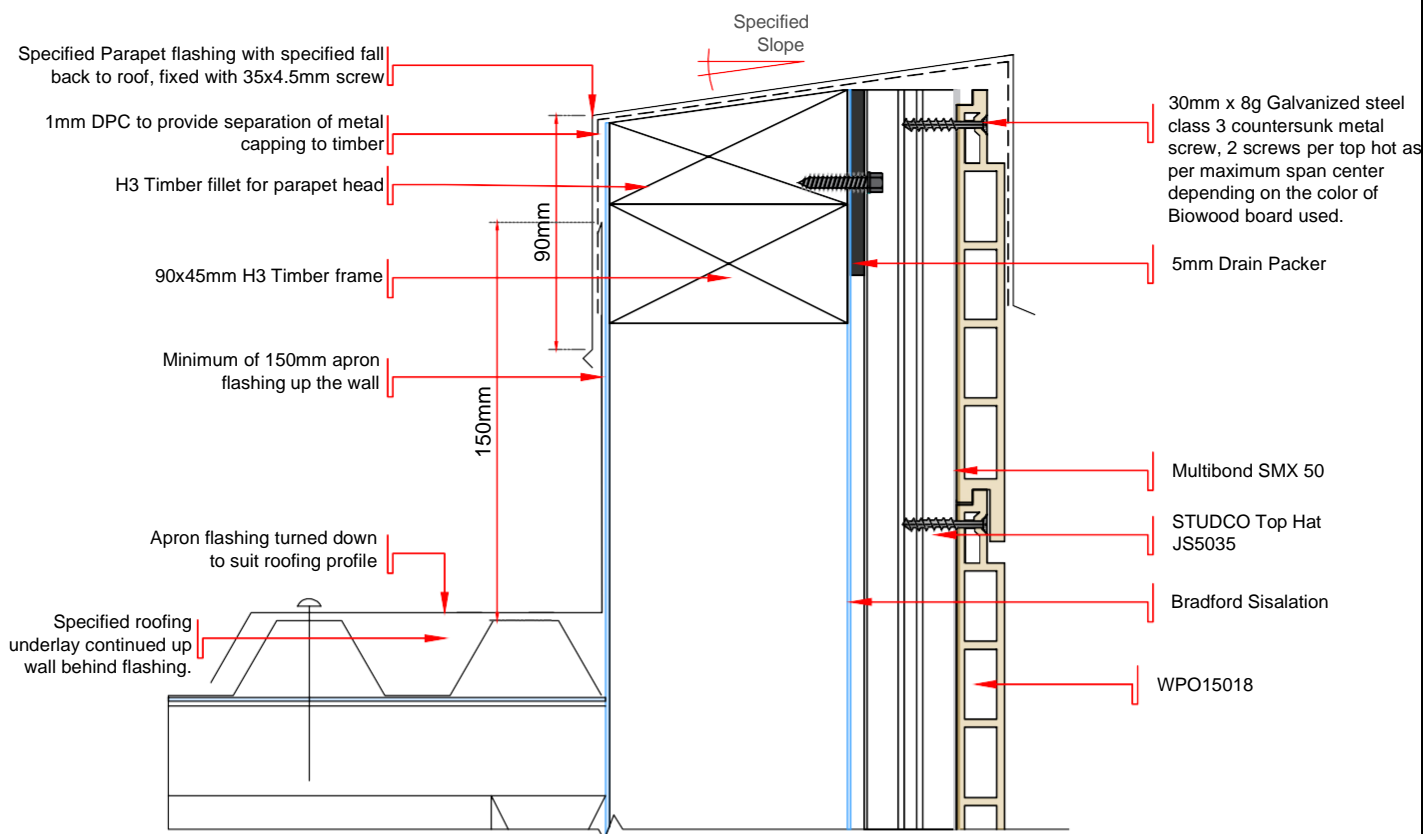 Specified
Slope
Specified Parapet flashing with specified fall
back to roof, fixed with 35x4.5mm screw
1mm DPC to provide separation of metal
capping to timber
H3 Timber fillet for parapet head
90x45mm H3 Timber frame
Minimum of 150mm apron
flashing up the wall
Apron flashing turned down
to suit roofing profile
Specified roofing
underlay continued up
wall behind flashing.
90mm
150mm
30mm x 8g Galvanized steel
class 3 countersunk metal
screw, 2 screws per top hot as
per maximum span center
depending on the color of
Biowood board used.
5mm Drain Packer
Multibond SMX 50
STUDCO Top Hat
JS5035
Bradford Sisalation
WPO15018